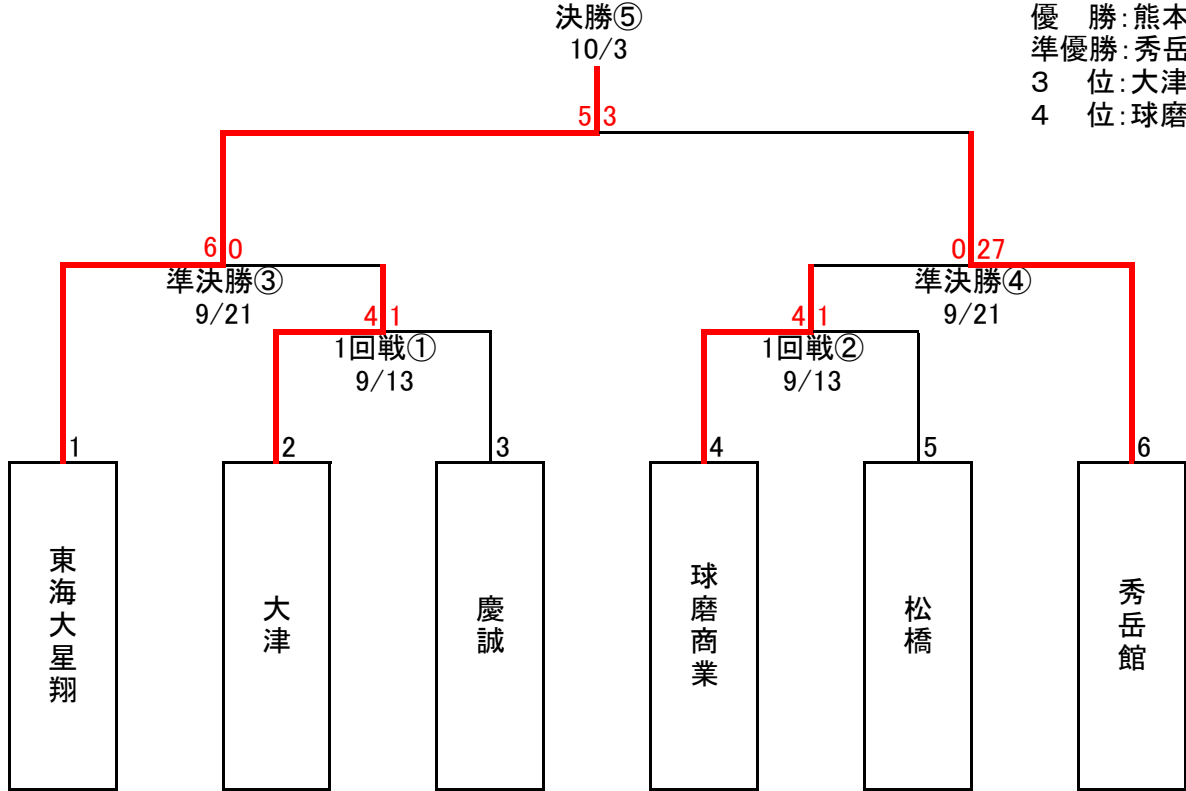 決勝⑤
10/3
優　勝:熊本
準優勝:秀岳
3　位:大津
4　位:球磨
5 3
6 0
0 27
準決勝③
9/21
準決勝④
9/21
4 1
4 1
1回戦①
9/13
1回戦②
9/13
1
2
3
4
5
6
東海大星翔
大津
慶誠
球磨商業
松橋
秀岳館